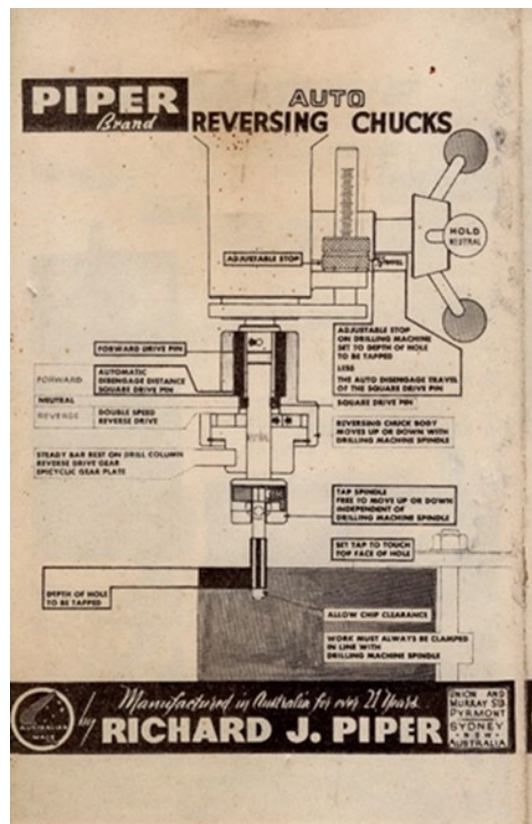 PIPER
Brand
AUTO
REVERSING CHUCKS
HOLD
NEUTRAL
ADJUSTABLE STOP
ADJUSTABLE STOP
ON DRILLING MACHINE
SET TO DEPTH OF HOLE
TO BE TAPPED
LESS
THE AUTO DISENGAGE TRAVEL
OF THE SQUARE DRIVE PIN
FORWARD DRIVE PIN
FORWARD
AUTOMATIC
DISENGAGE DISTANCE
SQUARE DRIVE PIN
NEUTRAL
SQUARE DRIVE PIN
REVERSE
DOUBLE SPEED
REVERSE DRIVE
REVERSING CHUCK BODY
MOVES UP OR DOWN WITH
DRILLING MACHINE SPINDLE
STEADY BAR REST ON DRILL COLUMN
REVERSE DRIVE GEAR
EPICYCLIC GEAR PLATE
TAP SPINDLE
FREE TO MOVE UP OR DOWN
INDEPENDENT OF
DRILLING MACHINE SPINDLE
SET TAP TO TOUCH
TOP FACE OF HOLE
DEPTH OF HOLE
TO BE TAPPED
ALLOW CHIP CLEARANCE
WORK MUST ALWAYS BE CLAMPED
IN LINE WITH
DRILLING MACHINE SPINDLE
AUSTRALIAN
MADE
Manufactured in Australia for over 21 Years
by RICHARD J. PIPER
UNION AND
MURRAY STS
PYRMONT
SYDNEY
N·S·W
AUSTRALIA